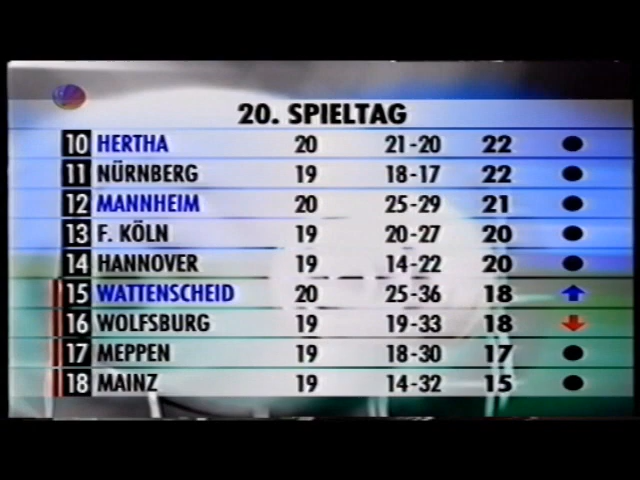 20. SPIELTAG
10 HERTHA 20 21-20 22
11 NÜRNBERG 19 18-17 22
12 MANNHEIM 20 25-29 21
13 F. KÖLN 19 20-27 20
14 HANNOVER 19 14-22 20
15 WATTENSCHEID 20 25-36 18
16 WOLFSBURG 19 19-33 18
17 MEPPEN 19 18-30 17
18 MAINZ 19 14-32 15